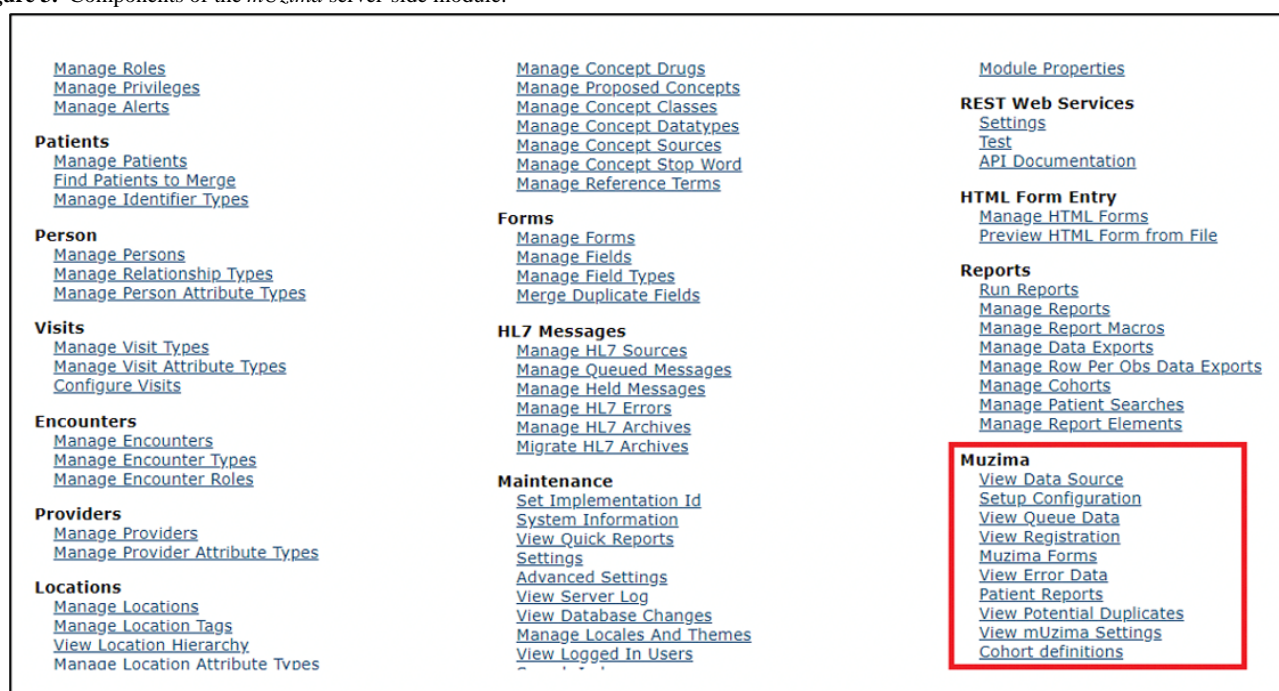 Components of the mUzima server-side module.
Manage Roles
Manage Privileges
Manage Alerts
Patients
Manage Patients
Find Patients to Merge
Manage Identifier Types
Person
Manage Persons
Manage Relationship Types
Manage Person Attribute Types
Visits
Manage Visit Types
Manage Visit Attribute Types
Configure Visits
Encounters
Manage Encounters
Manage Encounter Types
Manage Encounter Roles
Providers
Manage Providers
Manage Provider Attribute Types
Locations
Manage Locations
Manage Location Tags
View Location Hierarchy
Manage Location Attribute Types
Manage Concept Drugs
Manage Proposed Concepts
Manage Concept Classes
Manage Concept Datatypes
Manage Concept Sources
Manage Concept Stop Word
Manage Reference Terms
Forms
Manage Forms
Manage Fields
Manage Field Types
Merge Duplicate Fields
HL7 Messages
Manage HL7 Sources
Manage Queued Messages
Manage Held Messages
Manage HL7 Errors
Manage HL7 Archives
Migrate HL7 Archives
Maintenance
Set Implementation Id
System Information
View Quick Reports
Settings
Advanced Settings
View Server Log
View Database Changes
Manage Locales And Themes
View Logged In Users
Module Properties
REST Web Services
Settings
Test
API Documentation
HTML Form Entry
Manage HTML Forms
Preview HTML Form from File
Reports
Run Reports
Manage Reports
Manage Report Macros
Manage Data Exports
Manage Row Per Obs Data Exports
Manage Cohorts
Manage Patient Searches
Manage Report Elements
Muzima
View Data Source
Setup Configuration
View Queue Data
View Registration
Muzima Forms
View Error Data
Patient Reports
View Potential Duplicates
View mUzima Settings
Cohort definitions